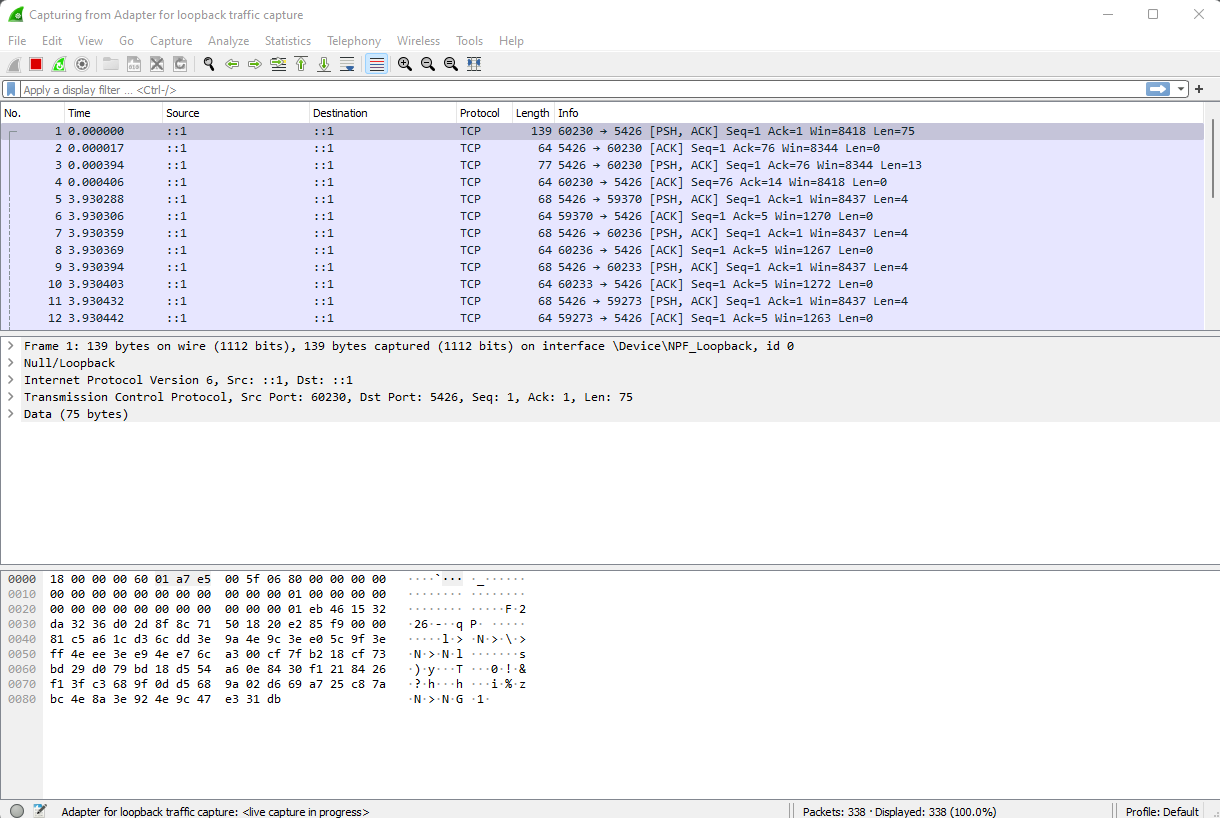 Capturing from Adapter for loopback traffic capture
File Edit View Go Capture Analyze Statistics Telephony Wireless Tools Help
Apply a display filter ... <Ctrl-/>
No. Time Source Destination Protocol Length Info
1 0.000000 ::1 ::1 TCP 139 60230 → 5426 [PSH, ACK] Seq=1 Ack=1 Win=8418 Len=75
2 0.000017 ::1 ::1 TCP 64 5426 → 60230 [ACK] Seq=1 Ack=76 Win=8344 Len=0
3 0.000394 ::1 ::1 TCP 77 5426 → 60230 [PSH, ACK] Seq=1 Ack=76 Win=8344 Len=13
4 0.000406 ::1 ::1 TCP 64 60230 → 5426 [ACK] Seq=76 Ack=14 Win=8418 Len=0
5 3.930288 ::1 ::1 TCP 68 5426 → 59370 [PSH, ACK] Seq=1 Ack=1 Win=8437 Len=4
6 3.930306 ::1 ::1 TCP 64 59370 → 5426 [ACK] Seq=1 Ack=5 Win=1270 Len=0
7 3.930359 ::1 ::1 TCP 68 5426 → 60236 [PSH, ACK] Seq=1 Ack=1 Win=8437 Len=4
8 3.930369 ::1 ::1 TCP 64 60236 → 5426 [ACK] Seq=1 Ack=5 Win=1267 Len=0
9 3.930394 ::1 ::1 TCP 68 5426 → 60233 [PSH, ACK] Seq=1 Ack=1 Win=8437 Len=4
10 3.930403 ::1 ::1 TCP 64 60233 → 5426 [ACK] Seq=1 Ack=5 Win=1272 Len=0
11 3.930432 ::1 ::1 TCP 68 5426 → 59273 [PSH, ACK] Seq=1 Ack=1 Win=8437 Len=4
12 3.930442 ::1 ::1 TCP 64 59273 → 5426 [ACK] Seq=1 Ack=5 Win=1263 Len=0
Frame 1: 139 bytes on wire (1112 bits), 139 bytes captured (1112 bits) on interface \Device\NPF_Loopback, id 0
Null/Loopback
Internet Protocol Version 6, Src: ::1, Dst: ::1
Transmission Control Protocol, Src Port: 60230, Dst Port: 5426, Seq: 1, Ack: 1, Len: 75
Data (75 bytes)
0000 18 00 00 00 60 01 a7 e5 00 5f 06 80 00 00 00 00 ····`··· ·_······
0010 00 00 00 00 00 00 00 00 00 00 00 01 00 00 00 00 ········ ········
0020 00 00 00 00 00 00 00 00 00 00 00 01 eb 46 15 32 ········ ·····F·2
0030 da 32 36 d0 2d 8f 8c 71 50 18 20 e2 85 f9 00 00 ·26·-··q P· ·····
0040 81 c5 a6 1c d3 6c dd 3e 9a 4e 9c 3e e0 5c 9f 3e ·····l·> ·N·>·\·>
0050 ff 4e ee 3e e9 4e e7 6c a3 00 cf 7f b2 18 cf 73 ·N·>·N·l ·······s
0060 bd 29 d0 79 bd 18 d5 54 a6 0e 84 30 f1 21 84 26 ·)·y···T ···0·!·&
0070 f1 3f c3 68 9f 0d d5 68 9a 02 d6 69 a7 25 c8 7a ·?·h···h ···i·%·z
0080 bc 4e 8a 3e 92 4e 9c 47 e3 31 db ·N·>·N·G ·1·
Adapter for loopback traffic capture: <live capture in progress>
Packets: 338 · Displayed: 338 (100.0%)
Profile: Default